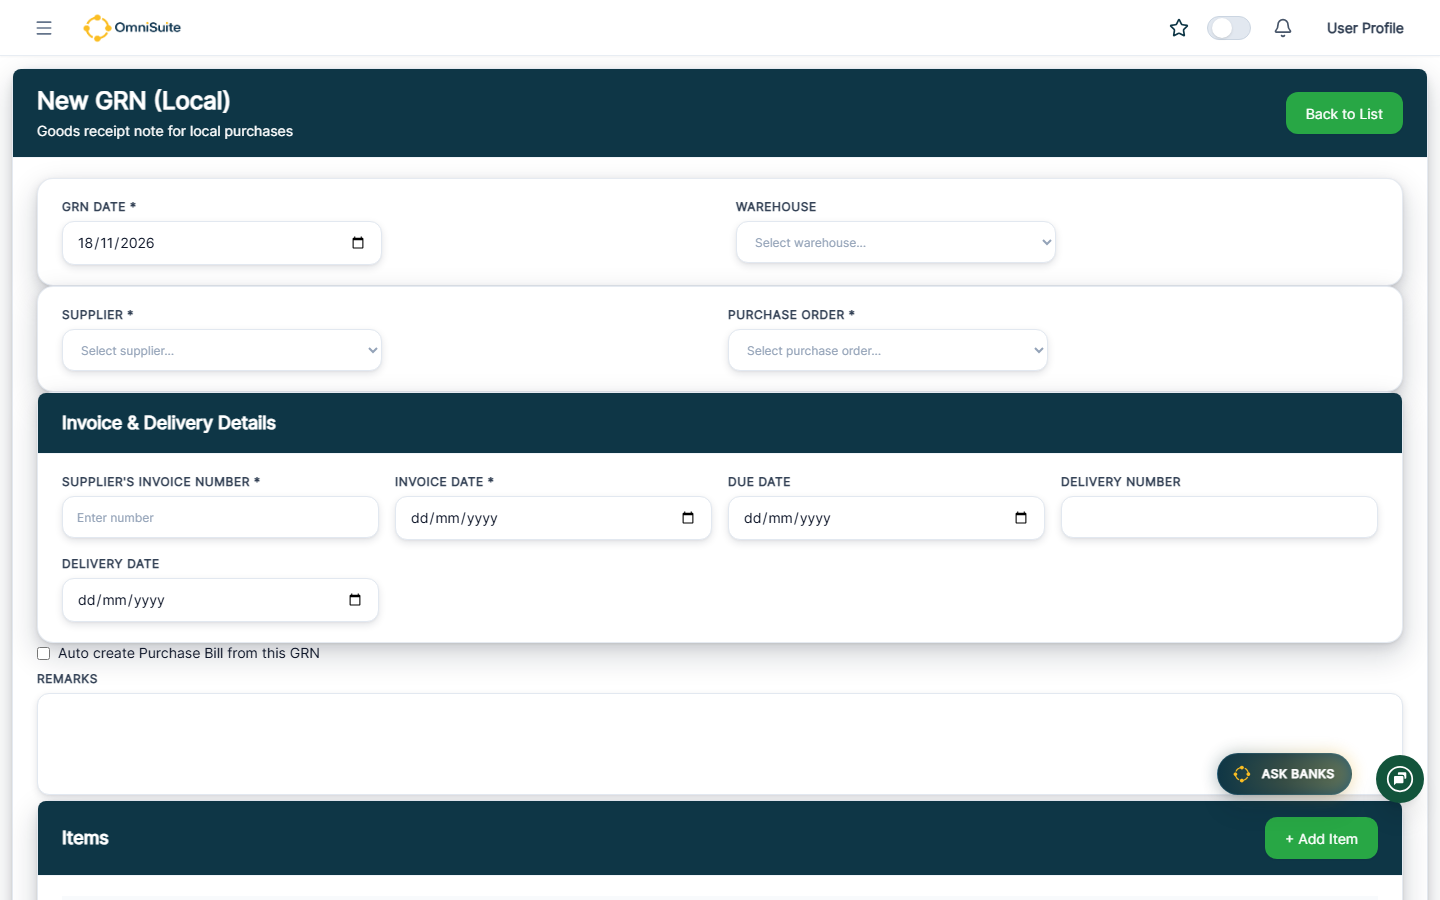 OmniSuite
User Profile
New GRN (Local)
Goods receipt note for local purchases
Back to List
GRN DATE *
WAREHOUSE
18/11/2026
Select warehouse...
SUPPLIER *
PURCHASE ORDER *
Select supplier...
Select purchase order...
Invoice & Delivery Details
SUPPLIER'S INVOICE NUMBER *
INVOICE DATE *
DUE DATE
DELIVERY NUMBER
Enter number
dd/mm/yyyy
dd/mm/yyyy
DELIVERY DATE
dd/mm/yyyy
Auto create Purchase Bill from this GRN
REMARKS
ASK BANKS
Items
+ Add Item